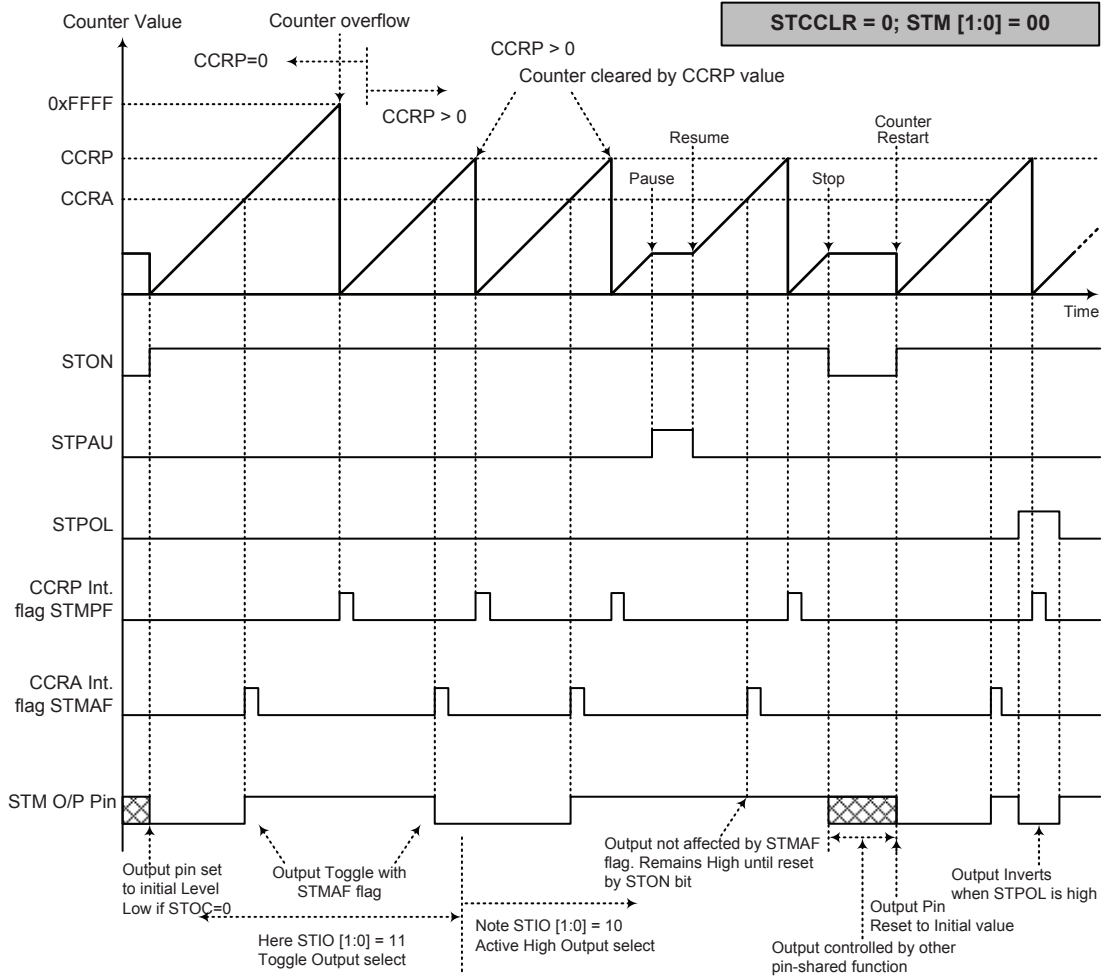 Counter Value
Counter overflow
STCCLR = 0; STM [1:0] = 00
CCRP=0
CCRP > 0
CCRP > 0
Counter cleared by CCRP value
0xFFFF
CCRP
CCRA
Pause
Resume
Stop
Counter
Restart
Time
STON
STPAU
STPOL
CCRP Int.
flag STMPF
CCRA Int.
flag STMAF
STM O/P Pin
Output pin set
to initial Level
Low if STOC=0
Output Toggle with
STMAF flag
Output not affected by STMAF
flag. Remains High until reset
by STON bit
Output Inverts
when STPOL is high
Output Pin
Reset to Initial value
Here STIO [1:0] = 11
Toggle Output select
Note STIO [1:0] = 10
Active High Output select
Output controlled by other
pin-shared function